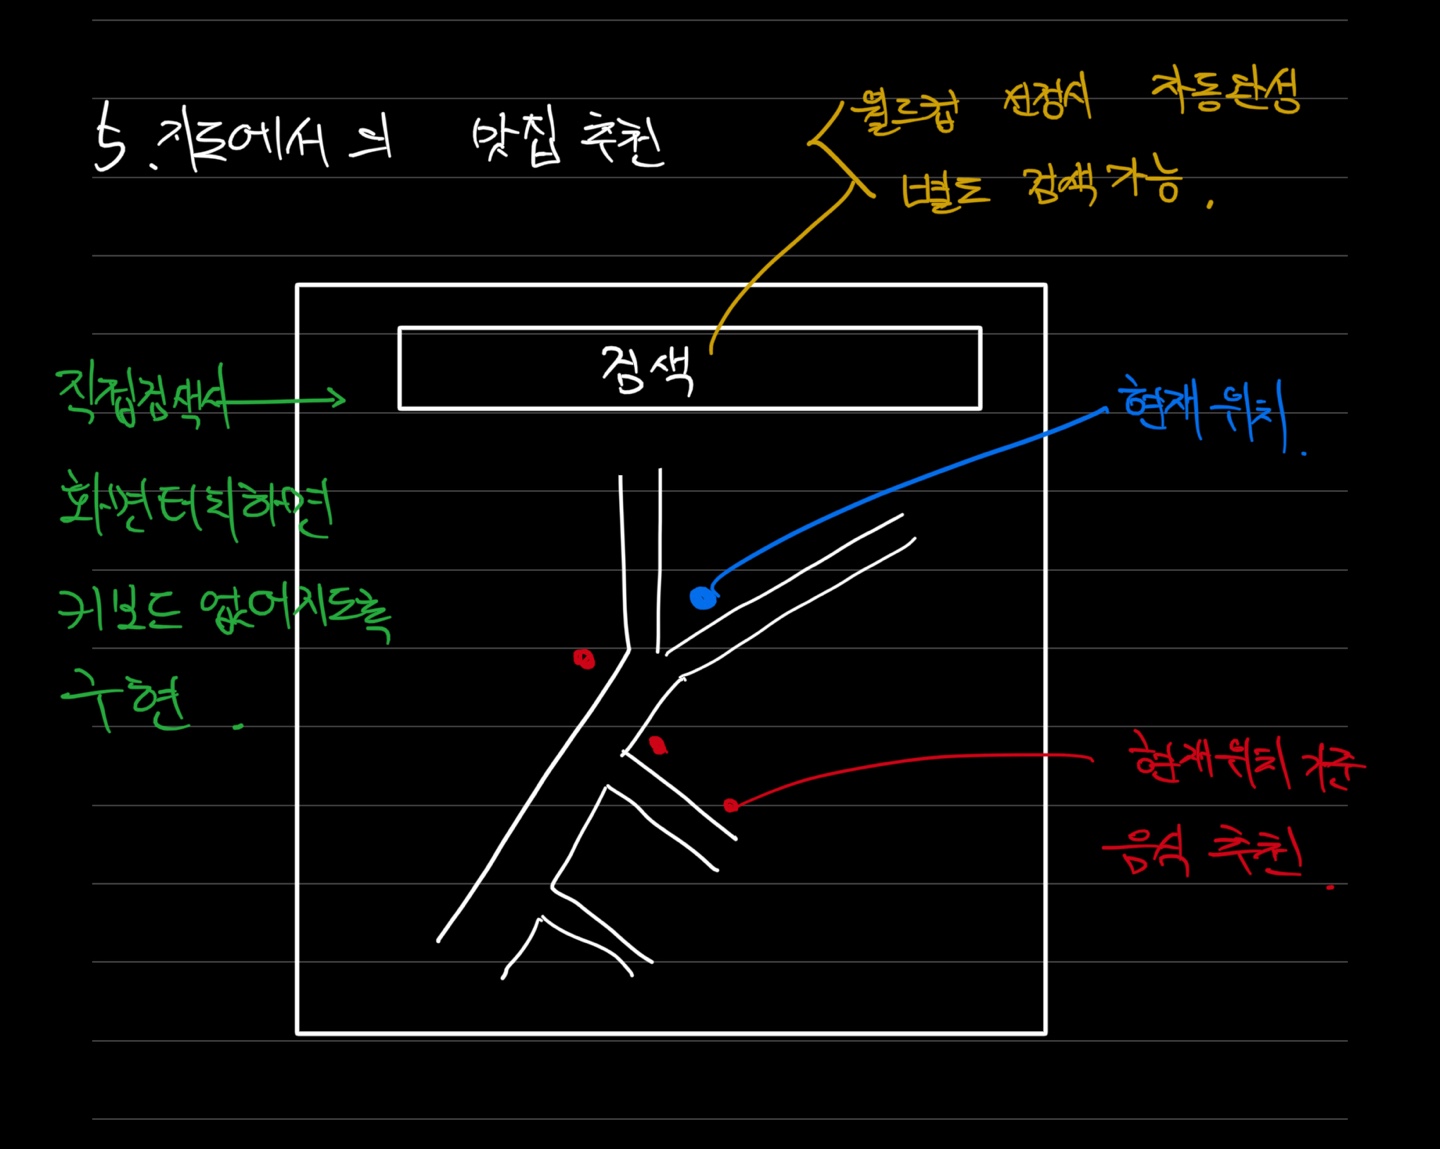 5. 지도에서의 맛집 추천
월드컵 선정시 자동완성
별도 검색 가능.
검색
직접검색시
화면터치하면
키보드 없어지도록
구현.
현재 위치.
현재위치 기준
음식 추천.